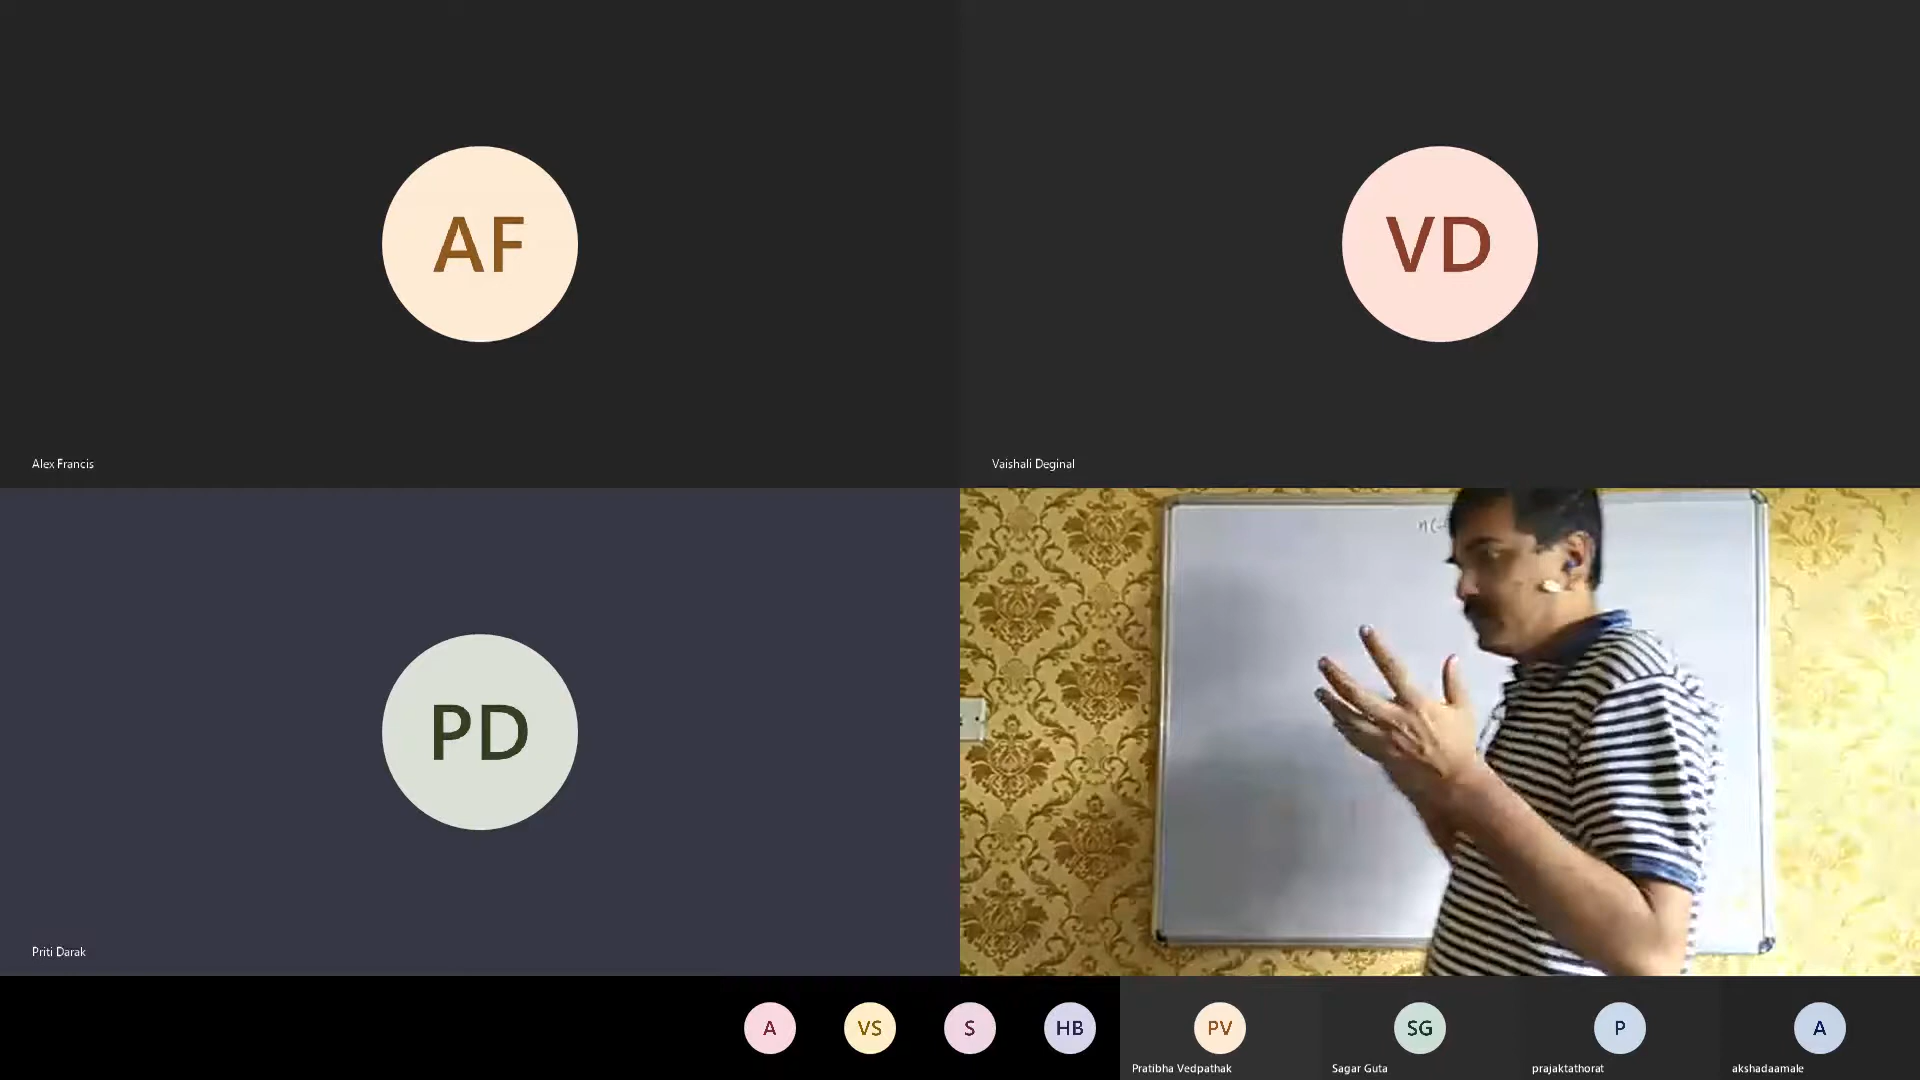 AF
VD
Alex Francis
Vaishali Deginal
PD
Priti Darak
A
VS
S
HB
PV
SG
P
A
Pratibha Vedpathak
Sagar Guta
prajaktathorat
akshadaamale